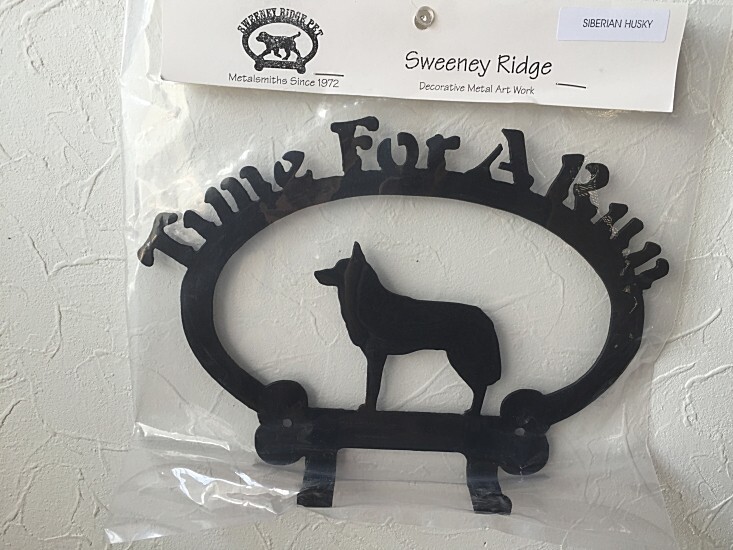 SWEENEY RIDGE PET
Metalsmiths Since 1972
Sweeney Ridge
Decorative Metal Art Work
SIBERIAN HUSKY
Time For A Run